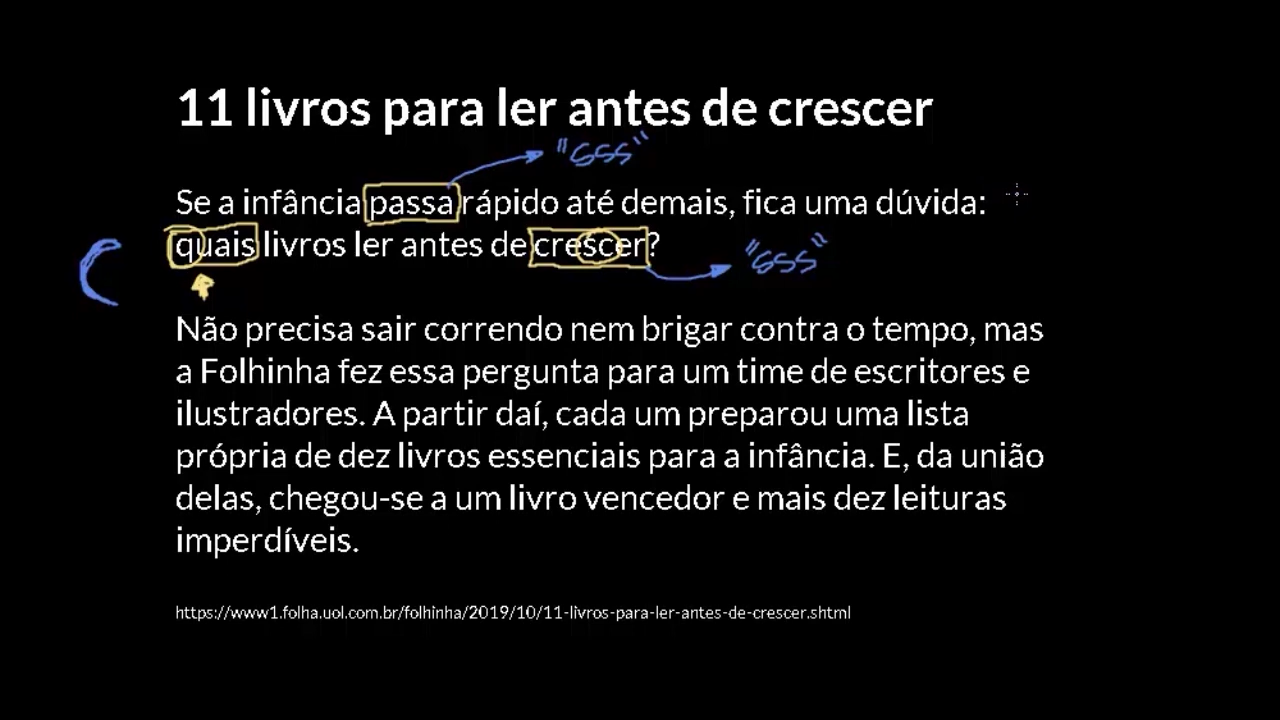 11 livros para ler antes de crescer
"sss"
Se a infância passa rápido até demais, fica uma dúvida:
quais livros ler antes de crescer?
"sss"
Não precisa sair correndo nem brigar contra o tempo, mas
a Folhinha fez essa pergunta para um time de escritores e
ilustradores. A partir daí, cada um preparou uma lista
própria de dez livros essenciais para a infância. E, da união
delas, chegou-se a um livro vencedor e mais dez leituras
imperdíveis.
https://www1.folha.uol.com.br/folhinha/2019/10/11-livros-para-ler-antes-de-crescer.shtml